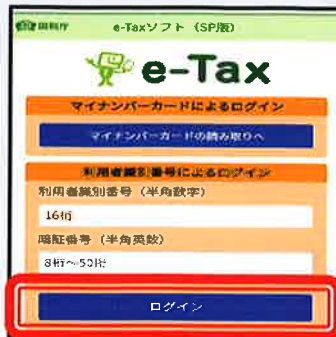 国税庁 e-Taxソフト（SP版）
e-Tax
マイナンバーカードによるログイン
マイナンバーカードの読み取りへ
利用者識別番号によるログイン
利用者識別番号（半角数字）
16桁
暗証番号（半角英数）
8桁～50桁
ログイン